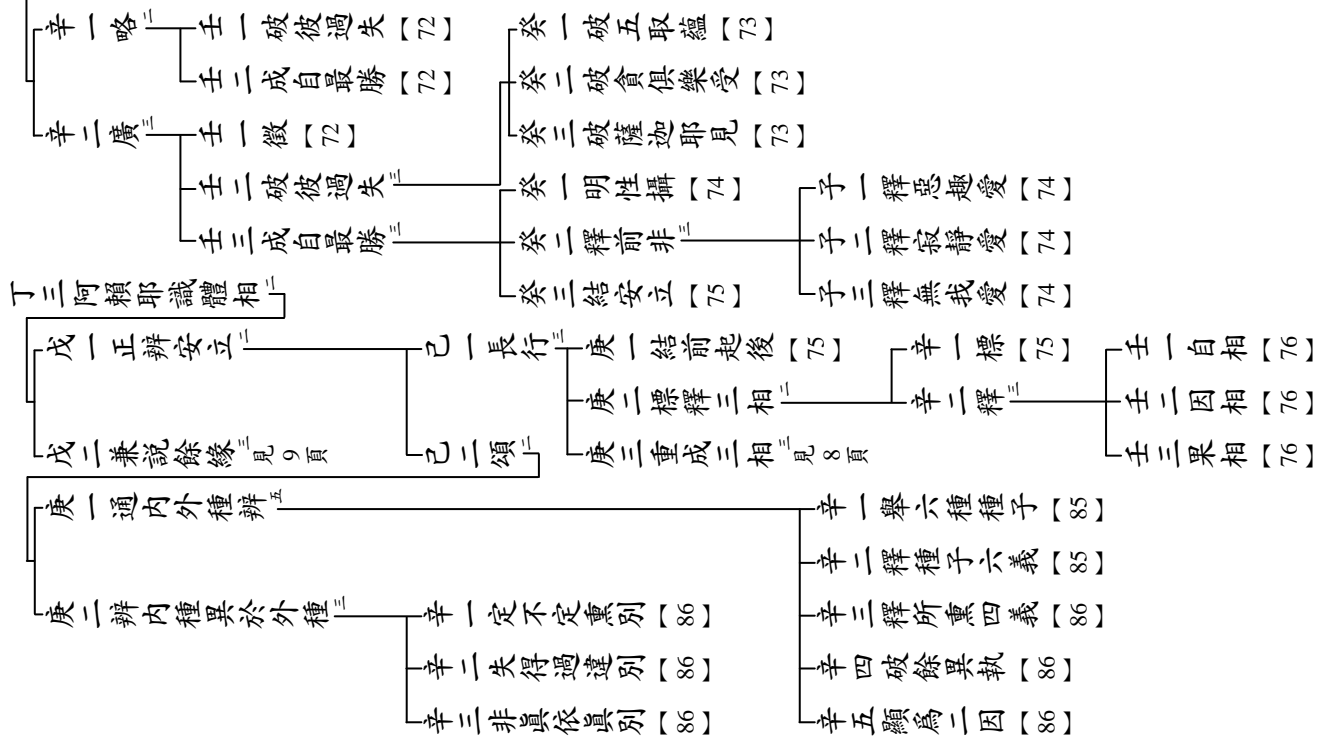 辛一略二
壬一破彼過失【72】
壬二成自最勝【72】
辛二廣三
壬一徵【72】
壬二破彼過失三
癸一破五取蘊【73】
癸二破貪俱樂受【73】
癸三破薩迦耶見【73】
壬三成自最勝三
癸一明性攝【74】
癸二釋前非三
子一釋惡趣愛【74】
子二釋寂靜愛【74】
子三釋無我愛【74】
癸三結安立【75】
丁三阿賴耶識體相二
戊一正辨安立二
己一長行三
庚一結前起後【75】
庚二標釋三相二
辛一標【75】
辛二釋三
壬一自相【76】
壬二因相【76】
壬三果相【76】
庚三重成三相三見8頁
己二頌二
戊二兼說餘緣三見9頁
庚一通內外種辨五
辛一舉六種種子【85】
辛二釋種子六義【85】
辛三釋所熏四義【86】
辛四破餘異執【86】
辛五顯爲二因【86】
庚二辨內種異於外種三
辛一定不定熏別【86】
辛二失得過違別【86】
辛三非眞依眞別【86】